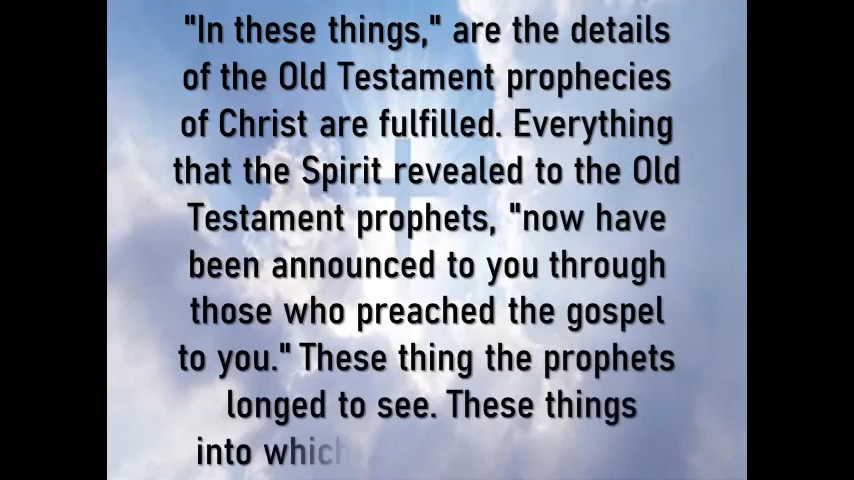 "In these things," are the details
of the Old Testament prophecies
of Christ are fulfilled. Everything
that the Spirit revealed to the Old
Testament prophets, "now have
been announced to you through
those who preached the gospel
to you." These thing the prophets
longed to see. These things
into which